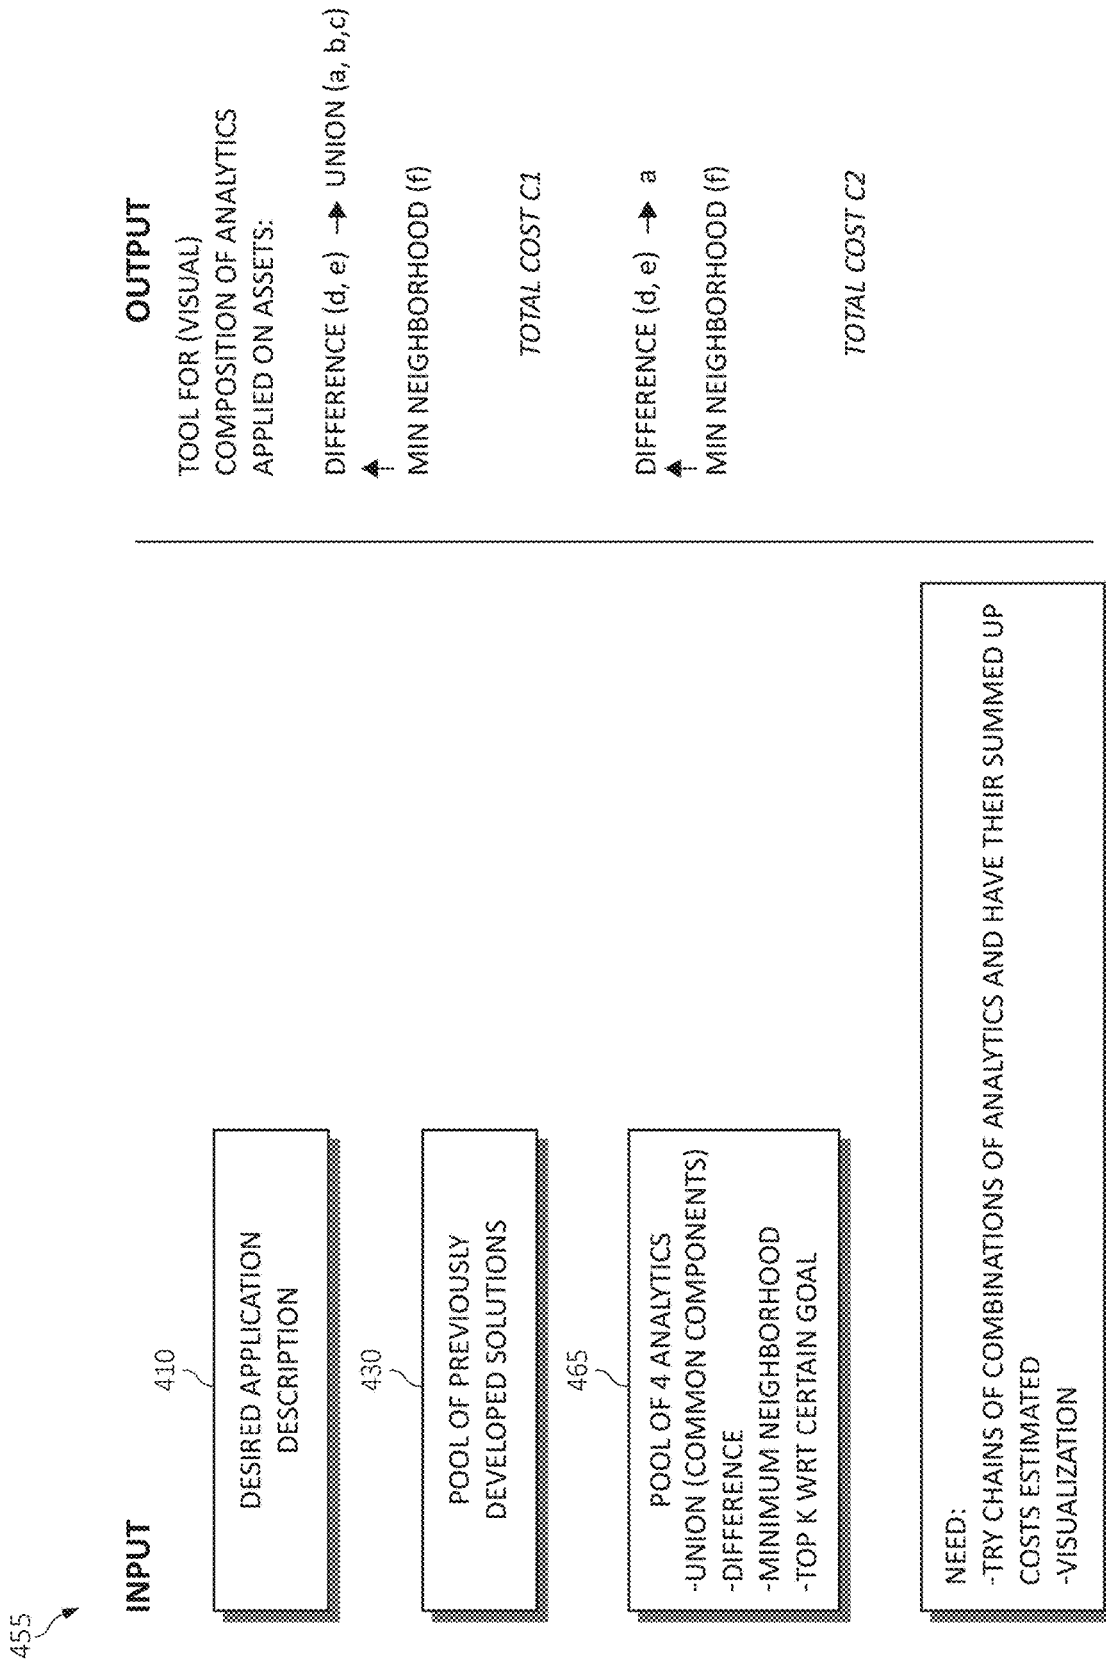 455
INPUT
410
DESIRED APPLICATION
DESCRIPTION
430
POOL OF PREVIOUSLY
DEVELOPED SOLUTIONS
465
POOL OF 4 ANALYTICS
-UNION (COMMON COMPONENTS)
-DIFFERENCE
-MINIMUM NEIGHBORHOOD
-TOP K WRT CERTAIN GOAL
NEED:
-TRY CHAINS OF COMBINATIONS OF ANALYTICS AND HAVE THEIR SUMMED UP
COSTS ESTIMATED
-VISUALIZATION
OUTPUT
TOOL FOR (VISUAL)
COMPOSITION OF ANALYTICS
APPLIED ON ASSETS:
DIFFERENCE (d, e) → UNION (a, b,c)
MIN NEIGHBORHOOD (f)
TOTAL COST C1
DIFFERENCE (d, e) → a
MIN NEIGHBORHOOD (f)
TOTAL COST C2